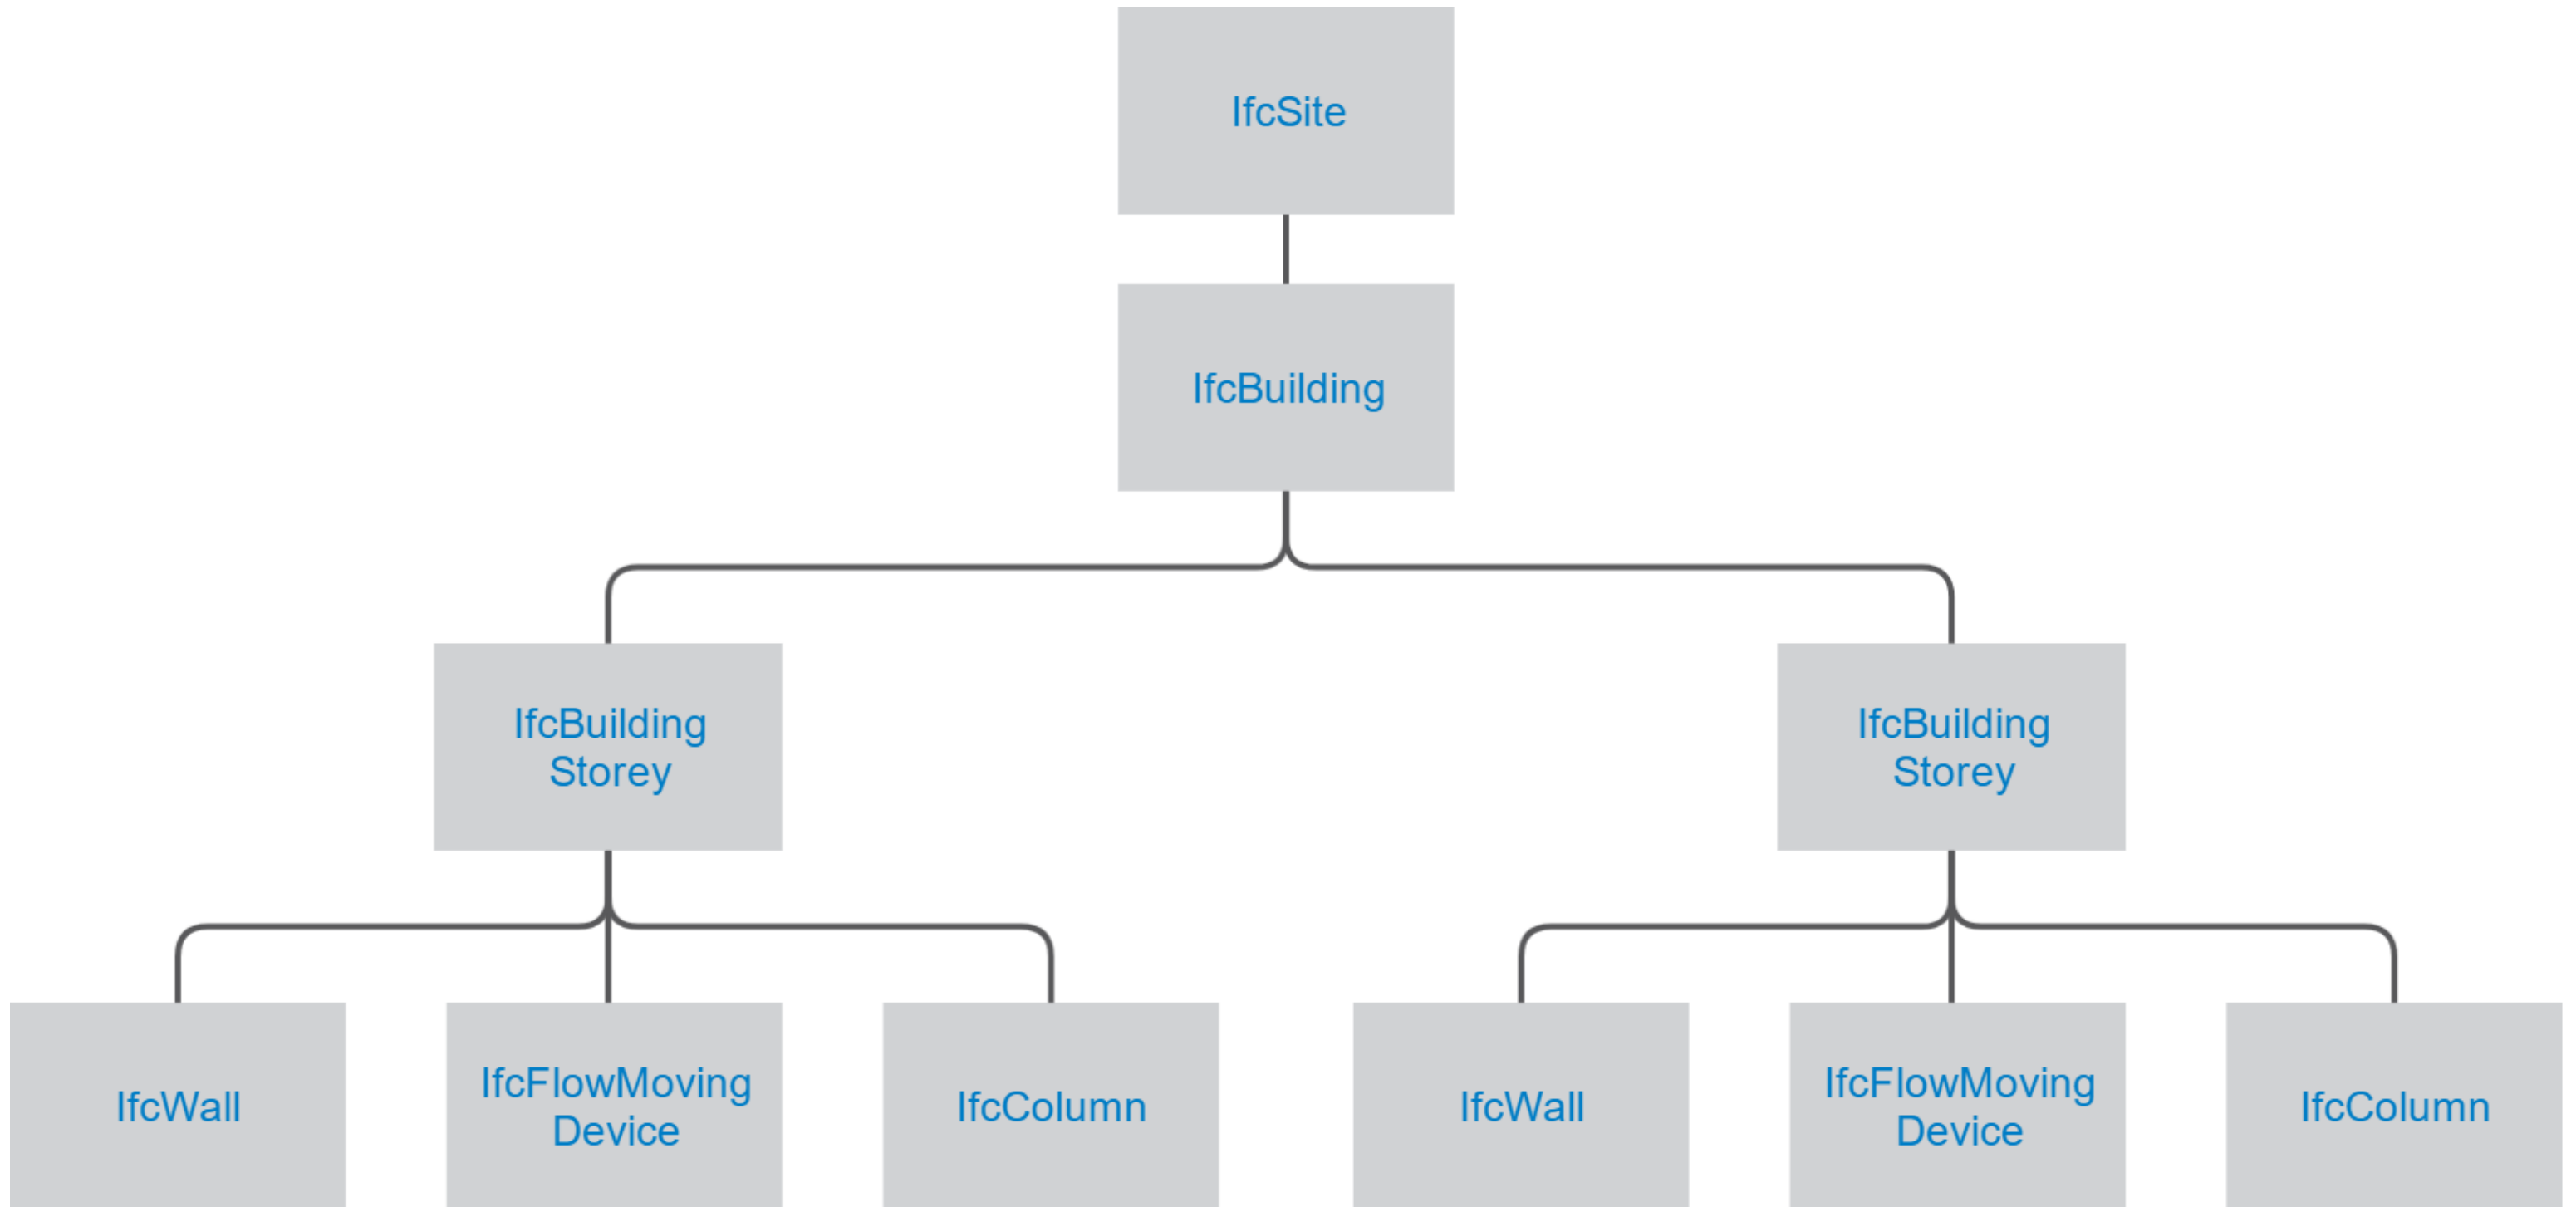 IfcSite
IfcBuilding
IfcBuilding
Storey
IfcBuilding
Storey
IfcWall
IfcFlowMoving
Device
IfcColumn
IfcWall
IfcFlowMoving
Device
IfcColumn